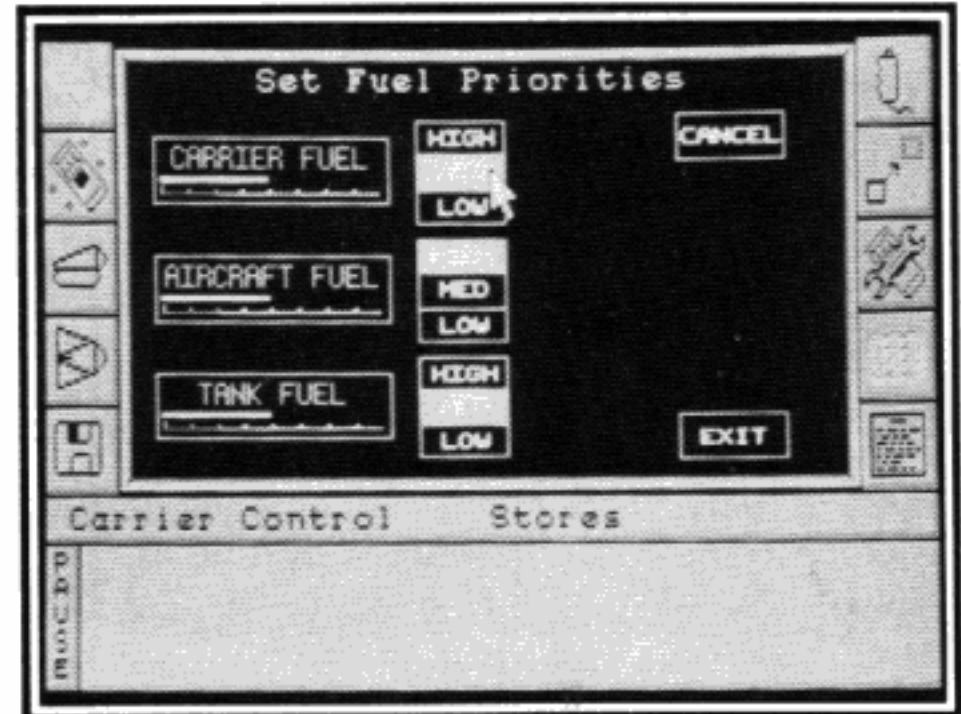 Set Fuel Priorities
CARRIER FUEL
HIGH
LOW
CANCEL
AIRCRAFT FUEL
MED
LOW
TANK FUEL
HIGH
LOW
EXIT
Carrier Control Stores
PAUSE